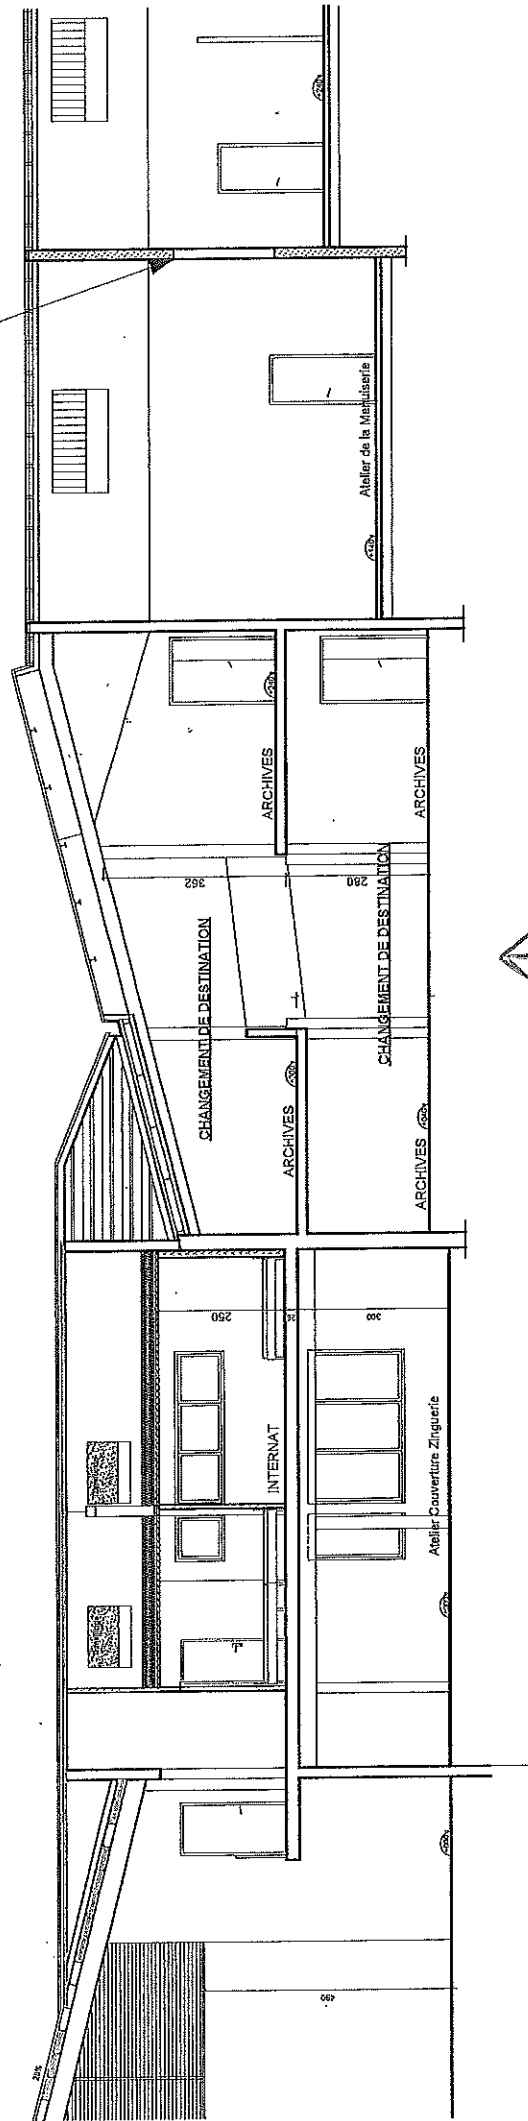 20%
490
Atelier Couverture Zinguerie
300
INTERNAT
250
ARCHIVES
ARCHIVES
CHANGEMENT DE DESTINATION
CHANGEMENT DE DESTINATION
362
280
ARCHIVES
ARCHIVES
Atelier de la Menuiserie